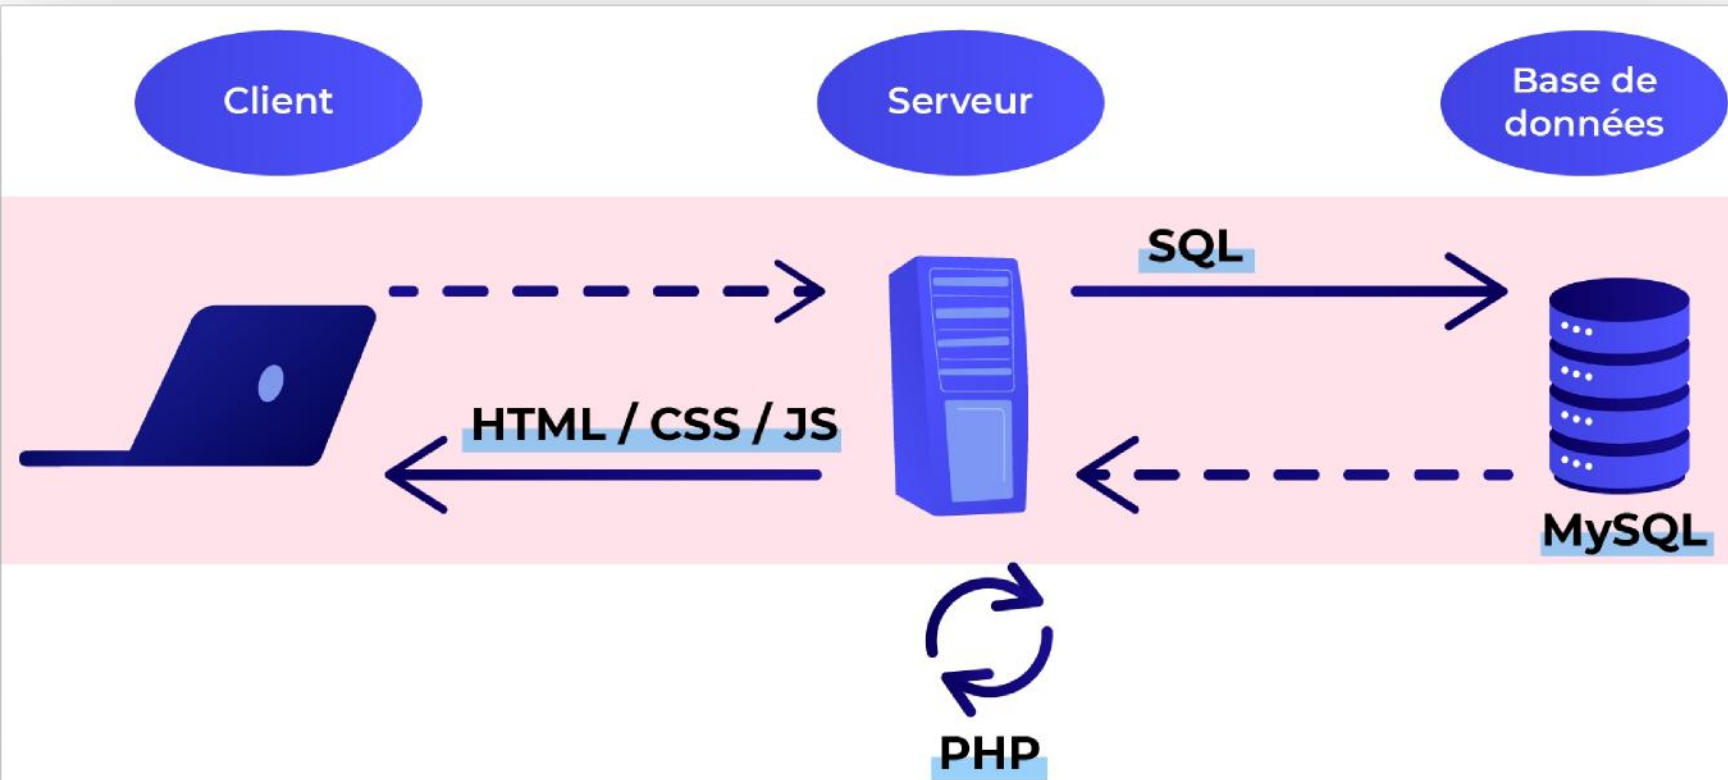 Client
Serveur
Base de
données
SQL
HTML / CSS / JS
MySQL
PHP